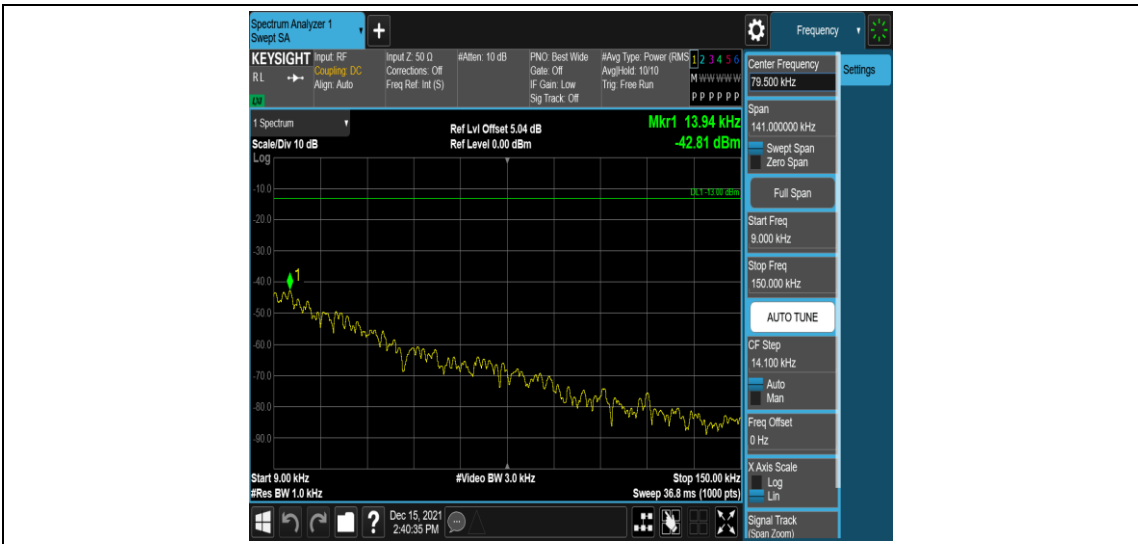 Spectrum Analyzer 1
Swept SA
Frequency
KEYSIGHT
RL
LXI
Input: RF
Coupling: DC
Align: Auto
Input Z: 50 Ω
Corrections: Off
Freq Ref: Int (S)
#Atten: 10 dB
PNO: Best Wide
Gate: Off
IF Gain: Low
Sig Track: Off
#Avg Type: Power (RMS
Avg|Hold: 10/10
Trig: Free Run
1 2 3 4 5 6
M W W W W W
P P P P P P
1 Spectrum
Scale/Div 10 dB
Log
Ref Lvl Offset 5.04 dB
Ref Level 0.00 dBm
Mkr1 13.94 kHz
-42.81 dBm
DL1 -13.00 dBm
-10.0
-20.0
-30.0
-40.0
-50.0
-60.0
-70.0
-80.0
-90.0
1
Start 9.00 kHz
#Res BW 1.0 kHz
#Video BW 3.0 kHz
Stop 150.00 kHz
Sweep 36.8 ms (1000 pts)
Dec 15, 2021
2:40:35 PM
Center Frequency
79.500 kHz
Span
141.000000 kHz
Swept Span
Zero Span
Full Span
Start Freq
9.000 kHz
Stop Freq
150.000 kHz
AUTO TUNE
CF Step
14.100 kHz
Auto
Man
Freq Offset
0 Hz
X Axis Scale
Log
Lin
Signal Track
(Span Zoom)
Settings